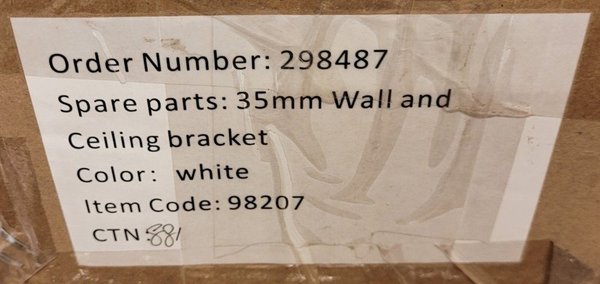 Order Number: 298487
Spare parts: 35mm Wall and
Ceiling bracket
Color: white
Item Code: 98207
CTN: 881